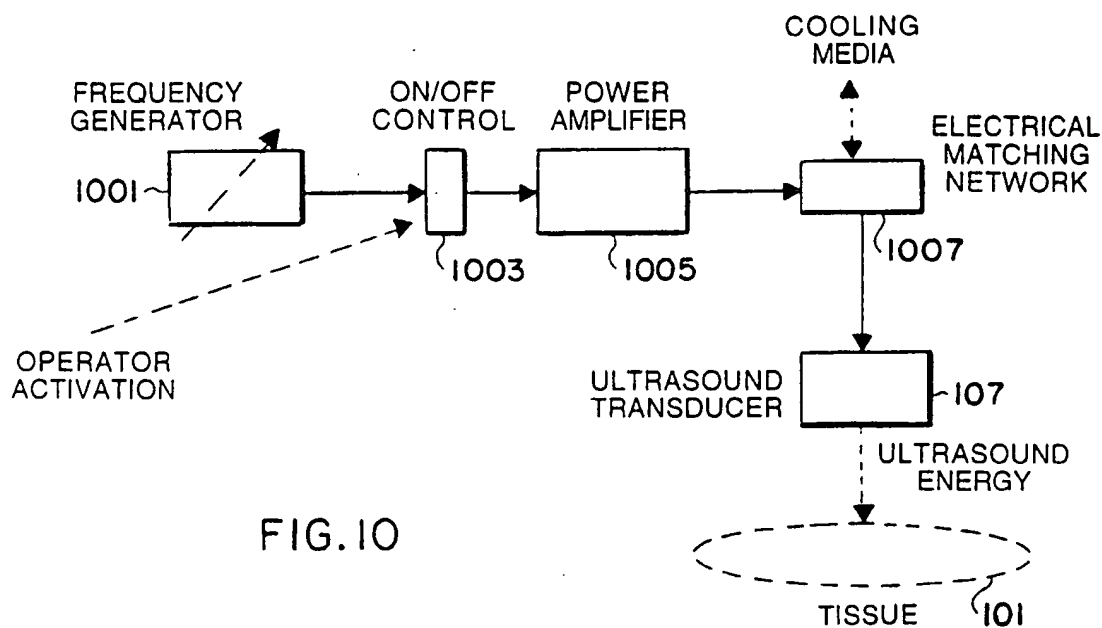 COOLING
MEDIA
FREQUENCY
GENERATOR
ON/OFF
CONTROL
POWER
AMPLIFIER
ELECTRICAL
MATCHING
NETWORK
1001
1003
1005
1007
OPERATOR
ACTIVATION
ULTRASOUND
TRANSDUCER
107
ULTRASOUND
ENERGY
FIG.10
TISSUE
101